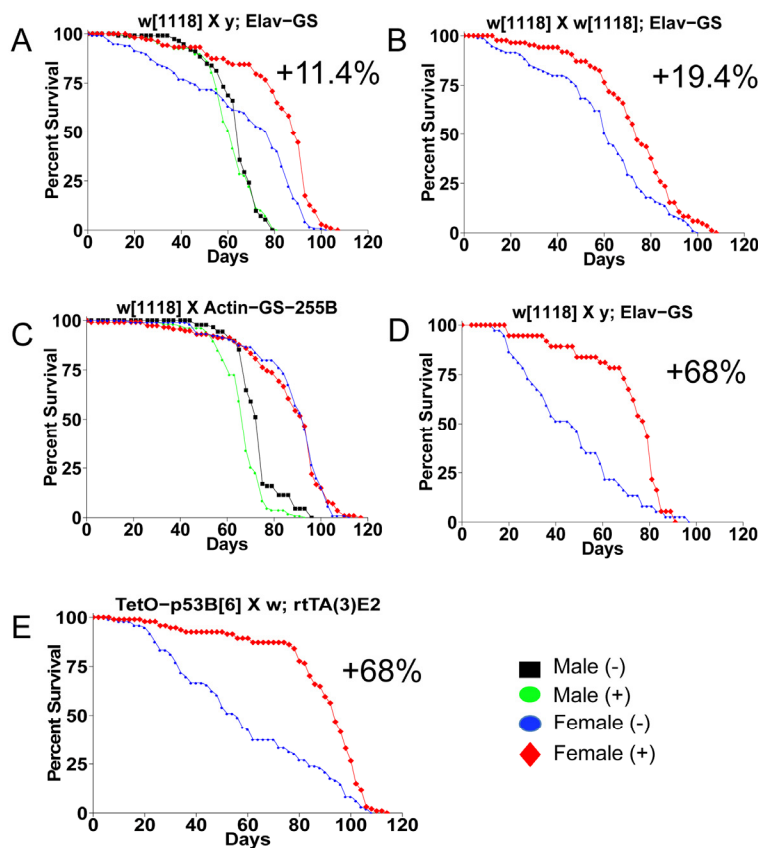 A
w[1118] X y; Elav−GS
+11.4%
Percent Survival
100
75
50
25
0
0 20 40 60 80 100 120
Days
B
w[1118] X w[1118]; Elav−GS
+19.4%
Percent Survival
100
75
50
25
0
0 20 40 60 80 100 120
Days
C
w[1118] X Actin−GS−255B
Percent Survival
100
75
50
25
0
0 20 40 60 80 100 120
Days
D
w[1118] X y; Elav−GS
+68%
Percent Survival
100
75
50
25
0
0 20 40 60 80 100 120
Days
E
TetO−p53B[6] X w; rtTA(3)E2
+68%
Percent Survival
100
75
50
25
0
0 20 40 60 80 100 120
Days
Male (-)
Male (+)
Female (-)
Female (+)